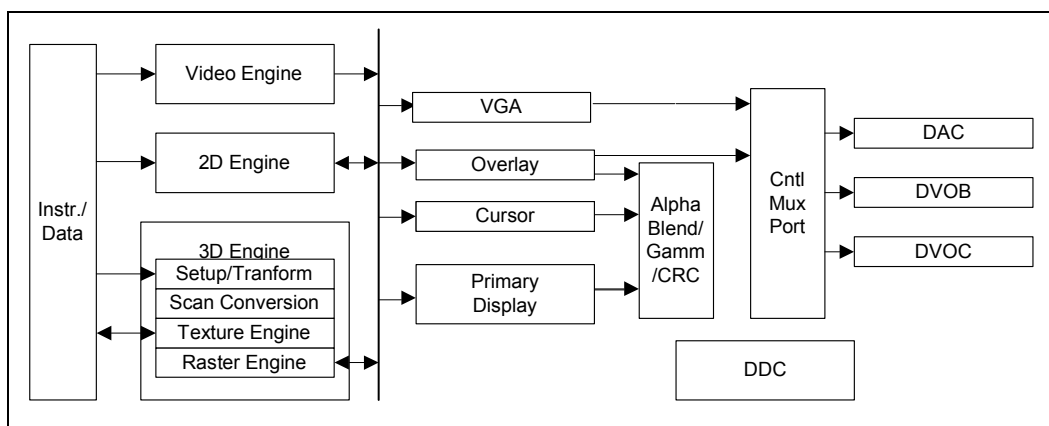 Instr./
Data
Video Engine
2D Engine
3D Engine
Setup/Tranform
Scan Conversion
Texture Engine
Raster Engine
VGA
Overlay
Cursor
Primary
Display
Alpha
Blend/
Gamm
/CRC
Cntl
Mux
Port
DAC
DVOB
DVOC
DDC